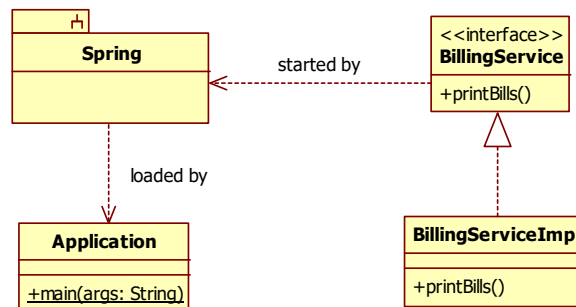 Spring
started by
<<interface>>
BillingService
+printBills()
loaded by
Application
+main(args: String)
BillingServiceImp
+printBills()